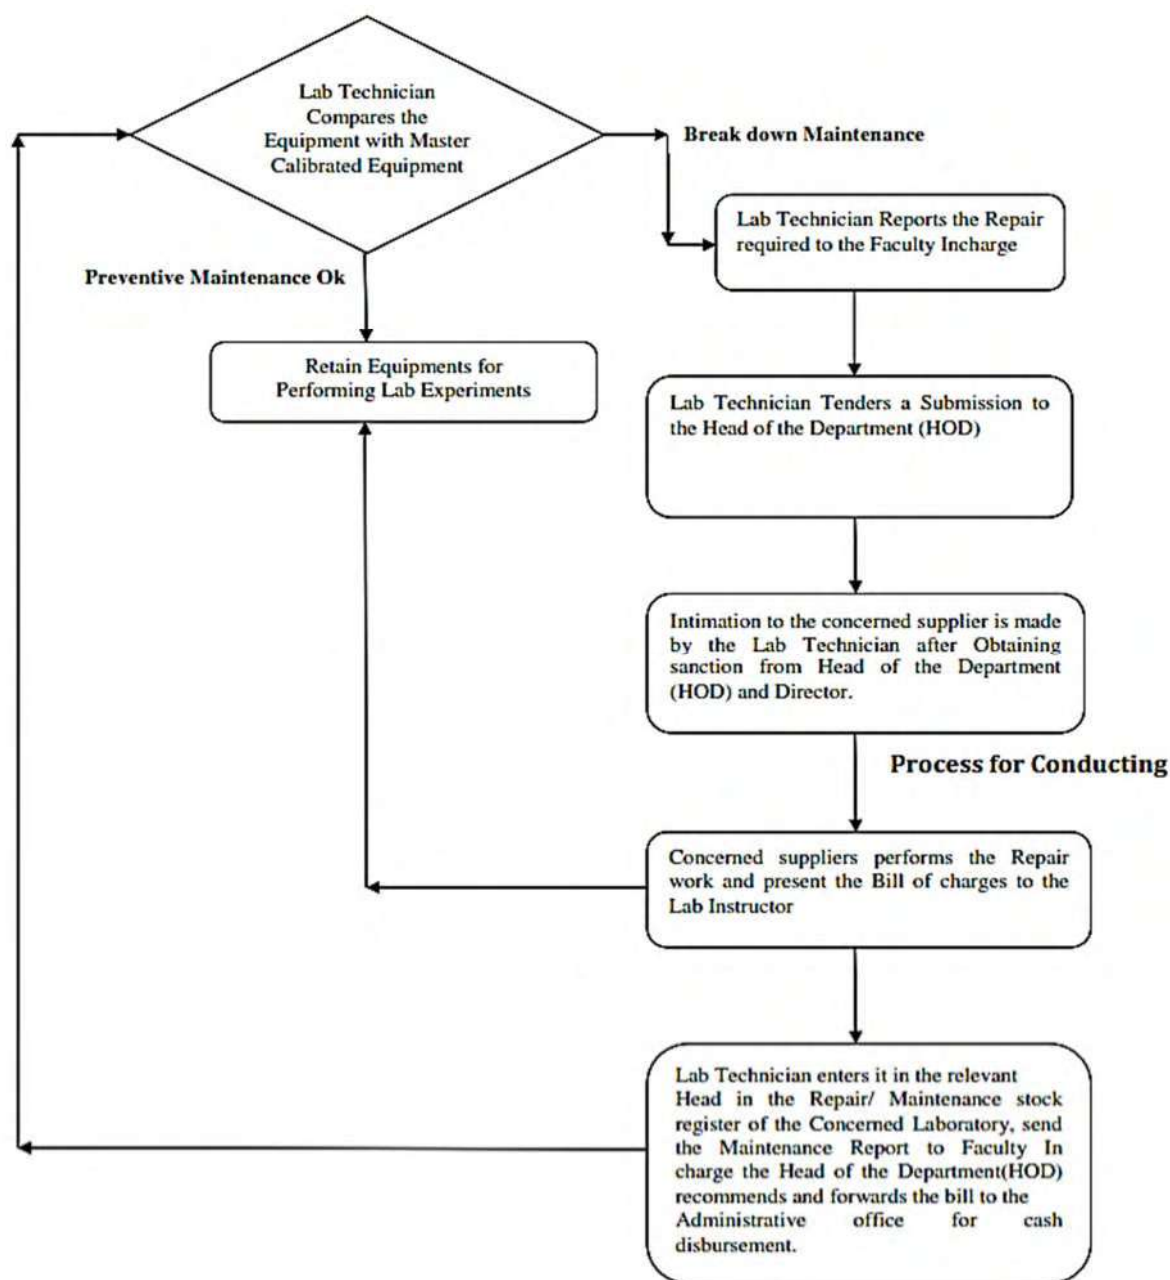 Lab Technician
Compares the
Equipment with Master
Calibrated Equipment
Break down Maintenance
Lab Technician Reports the Repair
required to the Faculty Incharge
Preventive Maintenance Ok
Retain Equipments for
Performing Lab Experiments
Lab Technician Tenders a Submission to
the Head of the Department (HOD)
Intimation to the concerned supplier is made
by the Lab Technician after Obtaining
sanction from Head of the Department
(HOD) and Director.
Process for Conducting
Concerned suppliers performs the Repair
work and present the Bill of charges to the
Lab Instructor
Lab Technician enters it in the relevant
Head in the Repair/ Maintenance stock
register of the Concerned Laboratory, send
the Maintenance Report to Faculty In
charge the Head of the Department(HOD)
recommends and forwards the bill to the
Administrative office for cash
disbursement.